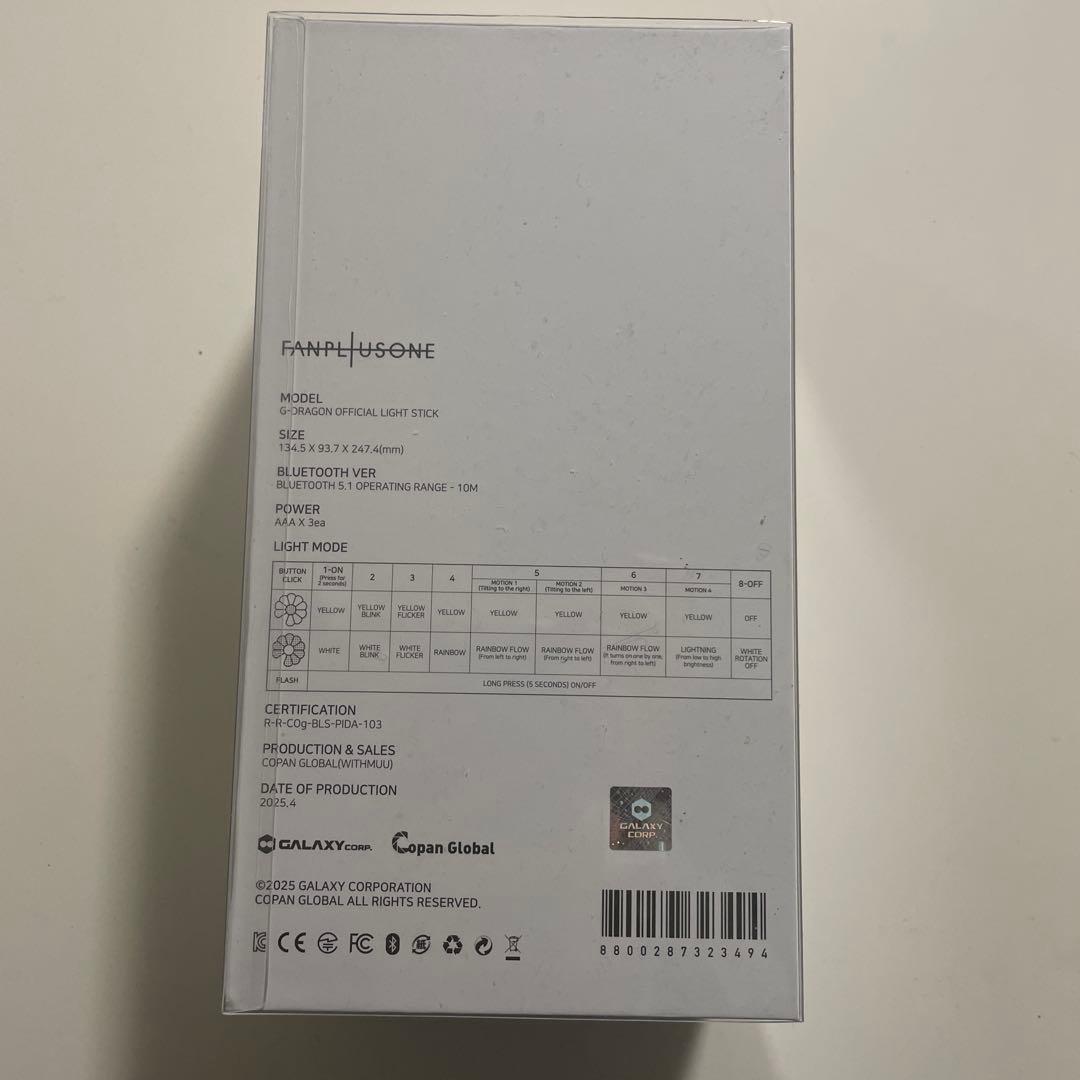 FANPL|USONE
MODEL
G-DRAGON OFFICIAL LIGHT STICK
SIZE
134.5 X 93.7 X 247.4(mm)
BLUETOOTH VER
BLUETOOTH 5.1 OPERATING RANGE - 10M
POWER
AAA X 3ea
LIGHT MODE
BUTTON CLICK 1-ON (Press for 2 seconds) 2 3 4 5 6 7 8-OFF
MOTION 1 (Tilting to the right) MOTION 2 (Tilting to the left) MOTION 3 MOTION 4
YELLOW YELLOW BLINK YELLOW FLICKER YELLOW YELLOW YELLOW YELLOW YELLOW OFF
WHITE WHITE BLINK WHITE FLICKER RAINBOW RAINBOW FLOW (From left to right) RAINBOW FLOW (From right to left) RAINBOW FLOW (It turns on one by one, from right to left) LIGHTNING (From low to high brightness) WHITE ROTATION OFF
FLASH LONG PRESS (5 SECONDS) ON/OFF
CERTIFICATION
R-R-COg-BLS-PIDA-103
PRODUCTION & SALES
COPAN GLOBAL(WITHMUU)
DATE OF PRODUCTION
2025.4
GALAXY CORP.
GALAXY CORP. Copan Global
©2025 GALAXY CORPORATION
COPAN GLOBAL ALL RIGHTS RESERVED.
CE FC
8800287323494